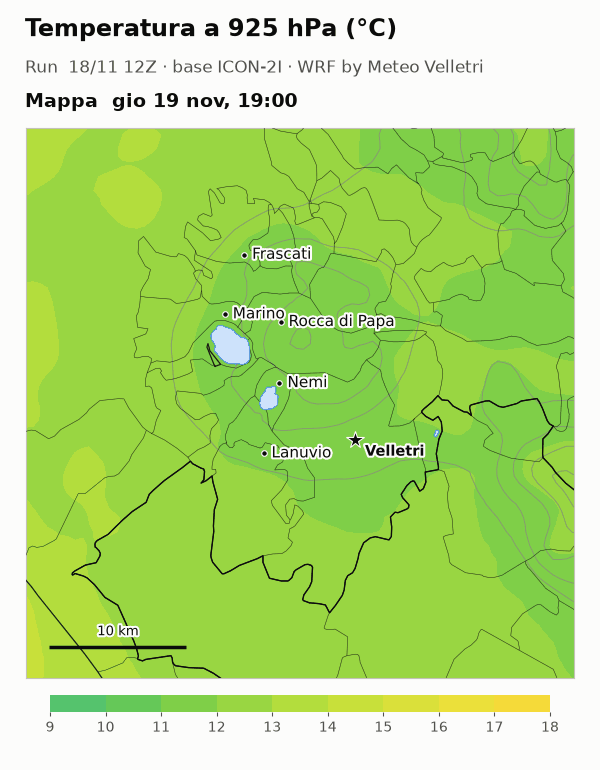 Temperatura a 925 hPa (°C)
Run  18/11 12Z · base ICON-2I · WRF by Meteo Velletri
Mappa  gio 19 nov, 19:00
Frascati
Marino
Rocca di Papa
Nemi
Velletri
Lanuvio
10 km
9 10 11 12 13 14 15 16 17 18